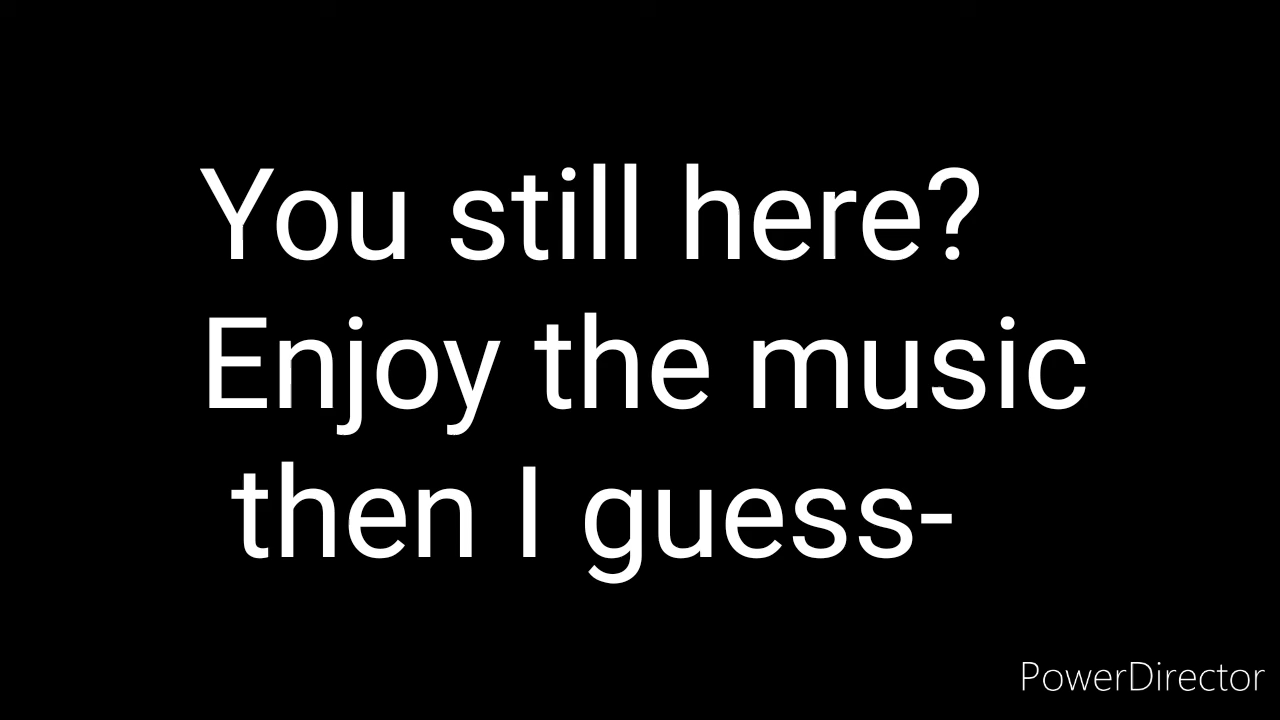 You still here?
Enjoy the music
then I guess-
PowerDirector